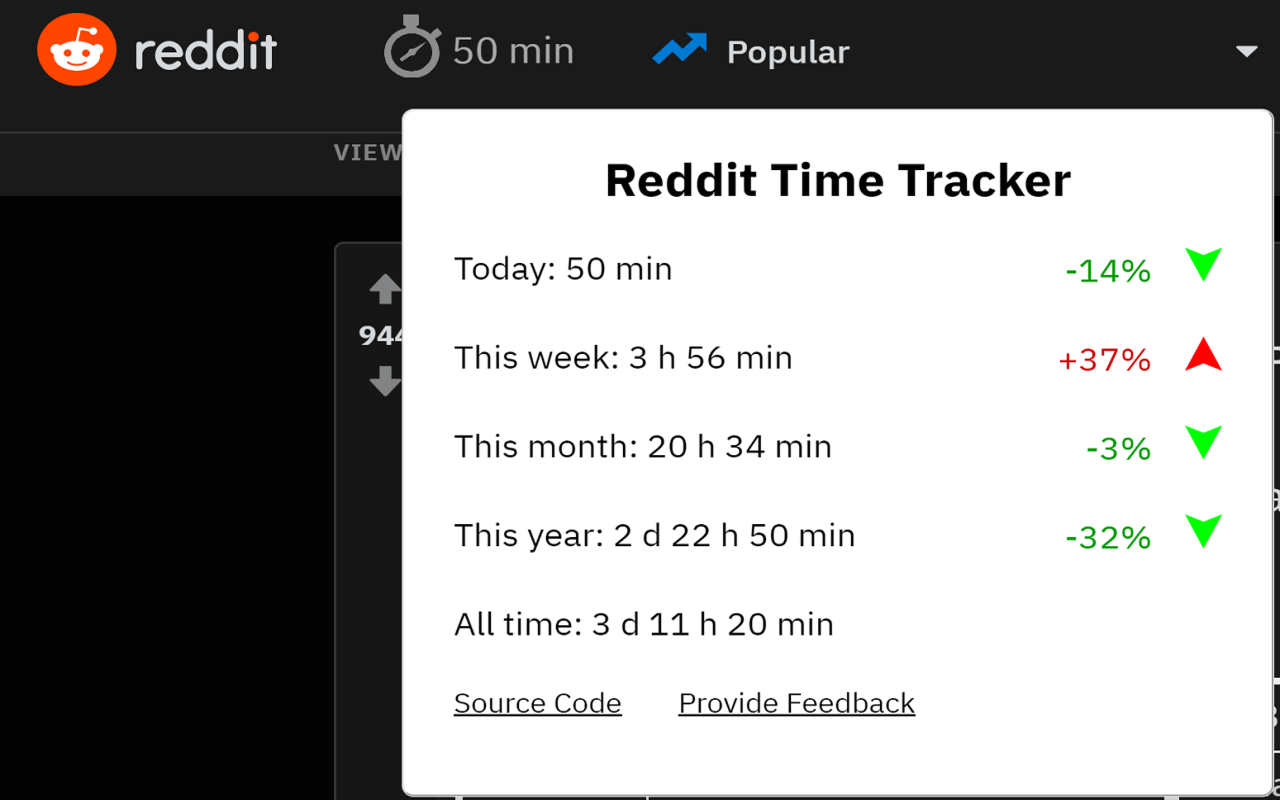 reddit 50 min Popular
VIEW
Reddit Time Tracker
Today: 50 min -14%
944
This week: 3 h 56 min +37%
This month: 20 h 34 min -3%
This year: 2 d 22 h 50 min -32%
All time: 3 d 11 h 20 min
Source Code Provide Feedback